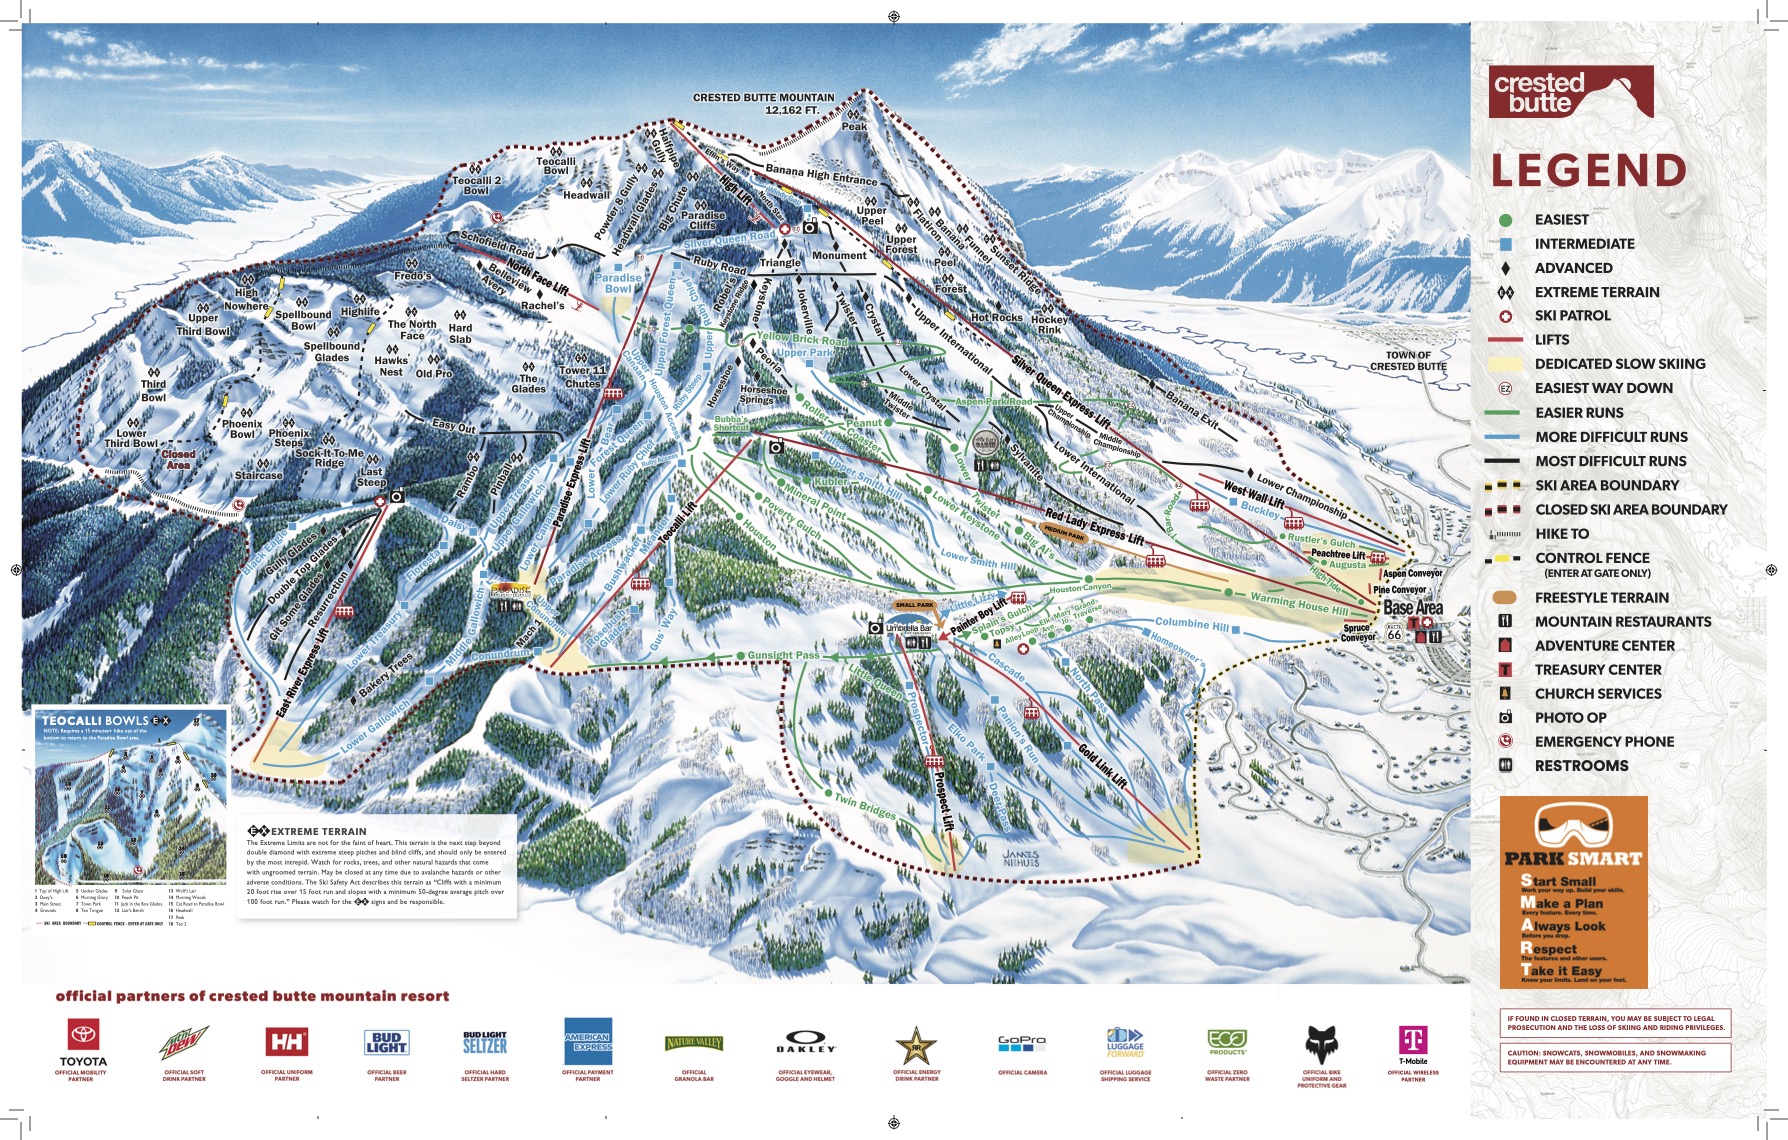 CRESTED BUTTE MOUNTAIN
12,162 FT.
Peak
Teocalli
Bowl
Teocalli 2
Bowl
Headwall
Halfpipe
Gully
Powder 8 Gully
Headwall Glades
Big Chute
Paradise
Cliffs
High Lift
North Star
Banana High Entrance
Upper
Peel
Flatiron
Banana Funnel
Sunset Ridge
Upper
Forest
Peel
Forest
Hot Rocks
Hockey
Rink
Monument
Triangle
Silver Queen Road
Ruby Road
Schofield Road
North Face Lift
Belleview
Avery
Rachel's
Fredo's
Paradise
Bowl
High
Nowhere
Upper
Third Bowl
Spellbound
Bowl
Highlife
The North
Face
Hard
Slab
Spellbound
Glades
Hawks
Nest
Old Pro
Third
Bowl
The
Glades
Tower 11
Chutes
Phoenix
Bowl
Phoenix
Steps
Sock-It-To-Me
Ridge
Lower
Third Bowl
Closed
Area
Staircase
Last
Steep
Easy Out
Rambo
Pinball
Keystone
Jokerville
Twister
Crystal
Upper International
Silver Queen Express Lift
Yellow Brick Road
Upper Park
Peoria
Horseshoe
Horseshoe
Springs
Upper Forest Queen
Ruby Steep
Houston Access
Bubba's
Shortcut
Roller
Coaster
Peanut
Middle
Twister
Lower Crystal
Aspen Park Road
Upper
Championship
Middle
Championship
Banana Exit
TOWN OF
CRESTED BUTTE
Lower International
Sylvanite
Lower
Twister
Lower Championship
West Wall Lift
Buckley
Rustler's Gulch
Peachtree Lift
Augusta
High Tide
Aspen Conveyor
Pine Conveyor
Base Area
Spruce
Conveyor
Warming House Hill
Red Lady Express Lift
MEDIUM PARK
Big Al's
Kubler
Mineral Point
Poverty Gulch
Houston
Upper Smith Hill
Lower Keystone
Lower Smith Hill
Houston Canyon
Paradise Express Lift
Lower Forest Queen
Lower Ruby Chief
Teocalli Lift
Paradise Access
Bushwacker
Daisy
Upper Treasury
Upper Gallowich
Floresta
Black Eagle
Gully Glades
Double Top Glades
Git Some Glades
Resurrection
East River Express Lift
Lower Treasury
Middle Gallowich
Bakery Trees
Lower Gallowich
Conundrum
Upper
Conundrum
Mach 1
Rosebush
Glades
Gus' Way
Gunsight Pass
SMALL PARK
Umbrella Bar
Little Lizzy
Painter Boy Lift
Splain's Gulch
Topsy
Alley Loop
Mary
Grant's
Traverse
Columbine Hill
Homeowner's
Cascade
North Pass
Panion's Run
Gold Link Lift
Little Queen
Prospector
Elko Park
Deer Pass
Prospect Lift
Twin Bridges
JAMES
NIEHUES
TEOCALLI BOWLS EX
NOTE: Requires a 15 minute+ hike out of the
bottom to return to the Paradise Bowl area.
EX EXTREME TERRAIN
The Extreme Limits are not for the faint of heart. This terrain is the next step beyond
double diamond with extreme steep pitches and blind cliffs, and should only be entered
by the most intrepid. Watch for rocks, trees, and other natural hazards that come
with ungroomed terrain. May be closed at any time due to avalanche hazards or other
adverse conditions. The Ski Safety Act describes this terrain as "Cliffs with a minimum
20 foot rise over 15 foot run and slopes with a minimum 50-degree average pitch over
100 foot run." Please watch for the EX signs and be responsible.
crested
butte
LEGEND
EASIEST
INTERMEDIATE
ADVANCED
EXTREME TERRAIN
SKI PATROL
LIFTS
DEDICATED SLOW SKIING
EZ EASIEST WAY DOWN
EASIER RUNS
MORE DIFFICULT RUNS
MOST DIFFICULT RUNS
SKI AREA BOUNDARY
CLOSED SKI AREA BOUNDARY
HIKE TO
CONTROL FENCE
(ENTER AT GATE ONLY)
FREESTYLE TERRAIN
MOUNTAIN RESTAURANTS
ADVENTURE CENTER
T TREASURY CENTER
CHURCH SERVICES
PHOTO OP
EMERGENCY PHONE
RESTROOMS
PARK SMART
Start Small
Work your way up. Build your skills.
Make a Plan
Every feature. Every time.
Always Look
Before you drop.
Respect
The features and other users.
Take it Easy
Know your limits. Land on your feet.
IF FOUND IN CLOSED TERRAIN, YOU MAY BE SUBJECT TO LEGAL
PROSECUTION AND THE LOSS OF SKIING AND RIDING PRIVILEGES.
CAUTION: SNOWCATS, SNOWMOBILES, AND SNOWMAKING
EQUIPMENT MAY BE ENCOUNTERED AT ANY TIME.
official partners of crested butte mountain resort
TOYOTA
OFFICIAL MOBILITY
PARTNER
MTN DEW
OFFICIAL SOFT
DRINK PARTNER
H/H
OFFICIAL UNIFORM
PARTNER
BUD
LIGHT
OFFICIAL BEER
PARTNER
BUD LIGHT
SELTZER
OFFICIAL HARD
SELTZER PARTNER
AMERICAN
EXPRESS
OFFICIAL PAYMENT
PARTNER
NATURE VALLEY
OFFICIAL
GRANOLA BAR
OAKLEY
OFFICIAL EYEWEAR,
GOGGLE AND HELMET
OFFICIAL ENERGY
DRINK PARTNER
GoPro
OFFICIAL CAMERA
LUGGAGE
FORWARD
OFFICIAL LUGGAGE
SHIPPING SERVICE
ECO
PRODUCTS
OFFICIAL ZERO
WASTE PARTNER
OFFICIAL BIKE
UNIFORM AND
PROTECTIVE GEAR
T
T-Mobile
OFFICIAL WIRELESS
PARTNER